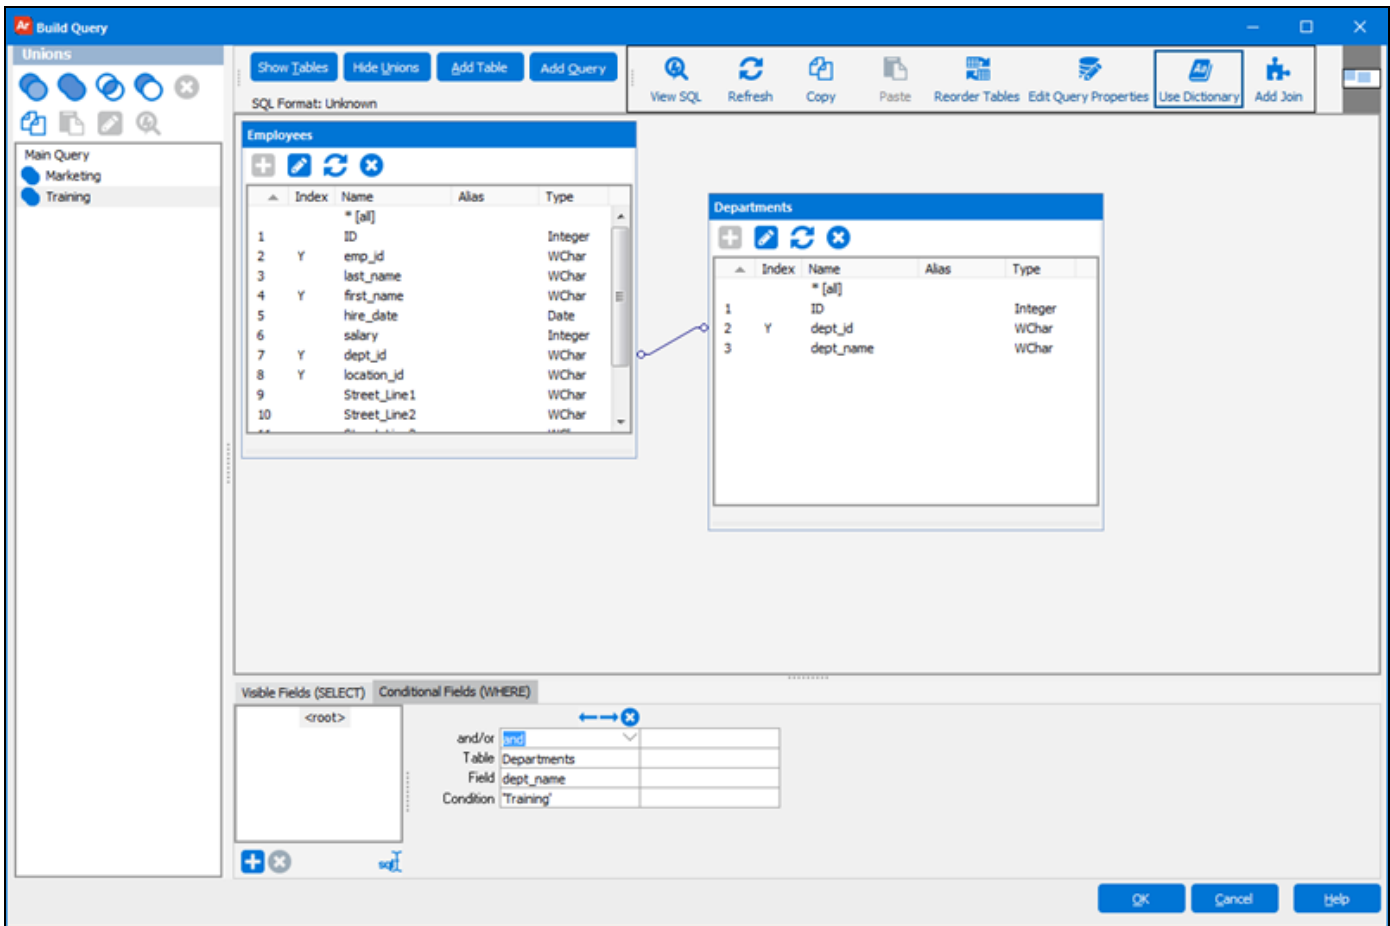 Ar Build Query
Unions
Show Tables Hide Unions Add Table Add Query
SQL Format: Unknown
View SQL Refresh Copy Paste Reorder Tables Edit Query Properties Use Dictionary Add Join
Main Query
Marketing
Training
Employees
Index Name Alias Type
* [all]
1 ID Integer
2 Y emp_id WChar
3 last_name WChar
4 Y first_name WChar
5 hire_date Date
6 salary Integer
7 Y dept_id WChar
8 Y location_id WChar
9 Street_Line1 WChar
10 Street_Line2 WChar
Departments
Index Name Alias Type
* [all]
1 ID Integer
2 Y dept_id WChar
3 dept_name WChar
Visible Fields (SELECT) Conditional Fields (WHERE)
<root>
and/or and
Table Departments
Field dept_name
Condition 'Training'
sql
OK Cancel Help